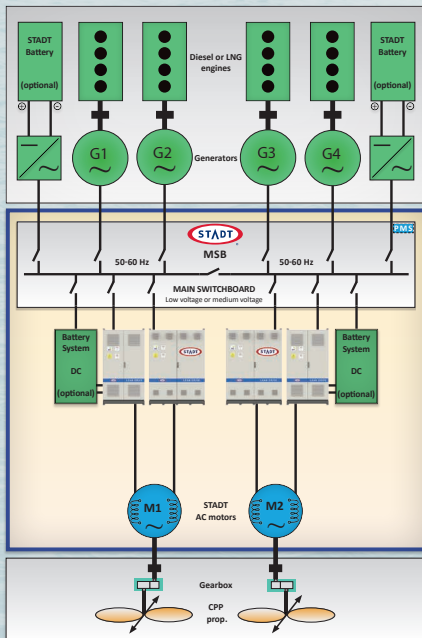 STADT
Battery
(optional)
Diesel or LNG
engines
STADT
Battery
(optional)
G1
G2
Generators
G3
G4
STADT
MSB
PMS
50-60 Hz
50-60 Hz
MAIN SWITCHBOARD
Low voltage or medium voltage
Battery
System
DC
(optional)
STADT
STADT
Battery
System
DC
(optional)
M1
STADT
AC motors
M2
Gearbox
CPP
prop.